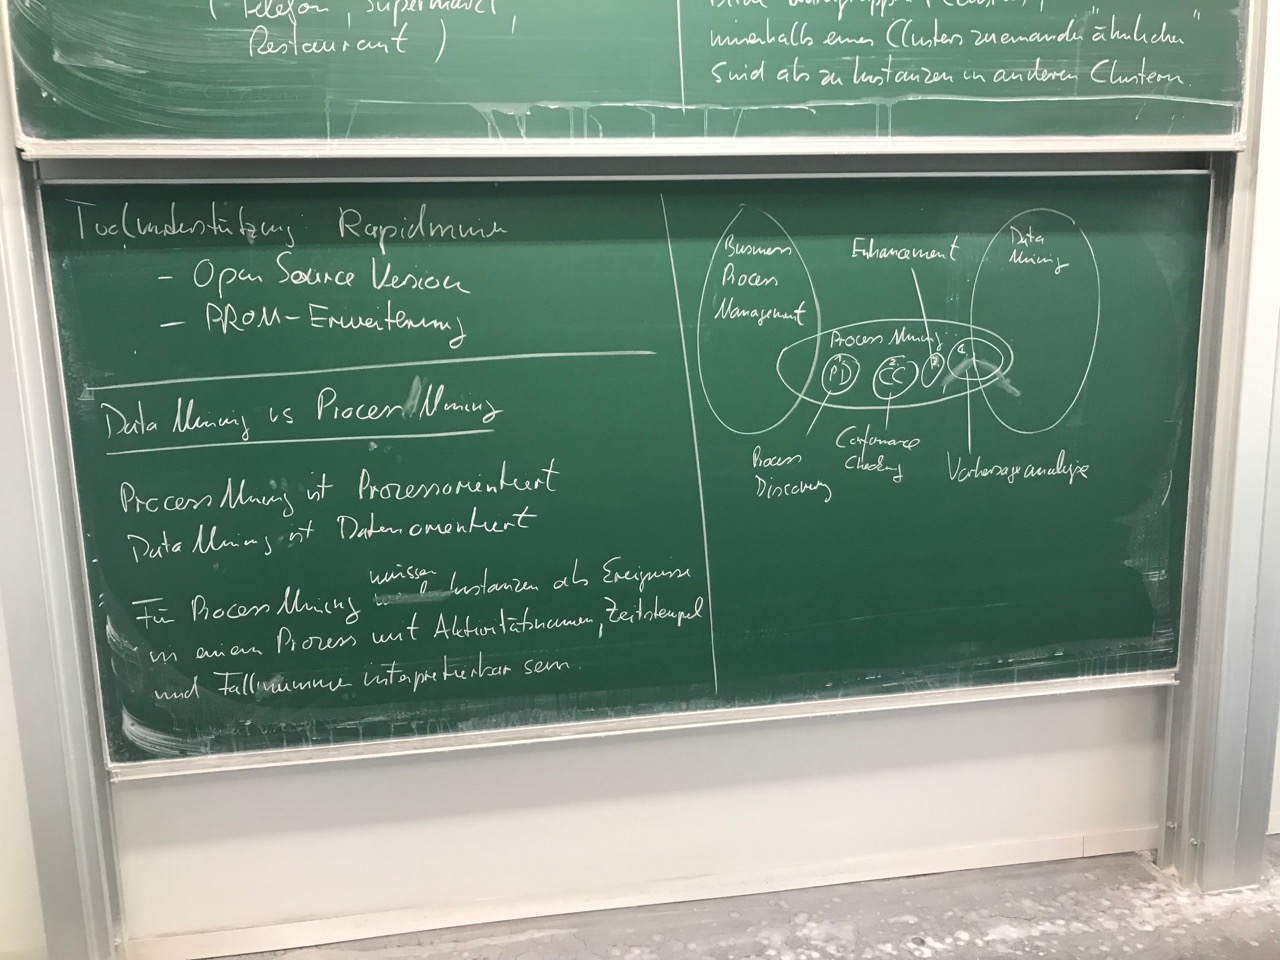 (Telefon, Supermarkt,
Restaurant )
innerhalb eines Clusters zueinander "ähnlicher"
sind als zu Instanzen in anderen Clustern.
Toolunterstützung: Rapidminer
- Open Source Version
- PROM-Erweiterung
Data Mining vs Process Mining
Process Mining ist Prozessorientiert
Data Mining ist Datenorientiert
Für Process Mining müssen Instanzen als Ereignisse
in einem Prozess mit Aktivitätsnamen, Zeitstempel
und Fallnummer interpretierbar sein.
Business
Process
Management
Enhancement
Data
Mining
Process Mining
1. PD
2. CC
3.
4.
Process
Discovery
Conformance
Checking
Vorhersageanalyse